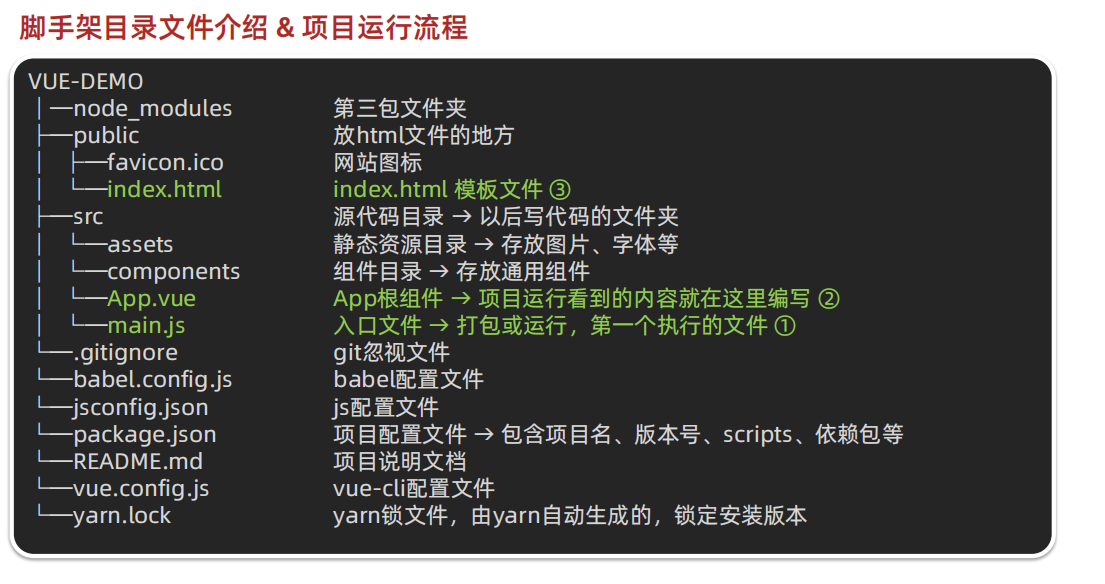 脚手架目录文件介绍 & 项目运行流程
VUE-DEMO
│─node_modules 第三包文件夹
├─public 放html文件的地方
│ ├─favicon.ico 网站图标
│ └─index.html index.html 模板文件 ③
├─src 源代码目录 → 以后写代码的文件夹
│ └─assets 静态资源目录 → 存放图片、字体等
│ └─components 组件目录 → 存放通用组件
│ └─App.vue App根组件 → 项目运行看到的内容就在这里编写 ②
│ └─main.js 入口文件 → 打包或运行，第一个执行的文件 ①
└─.gitignore git忽视文件
└─babel.config.js babel配置文件
└─jsconfig.json js配置文件
└─package.json 项目配置文件 → 包含项目名、版本号、scripts、依赖包等
└─README.md 项目说明文档
└─vue.config.js vue-cli配置文件
└─yarn.lock yarn锁文件，由yarn自动生成的，锁定安装版本